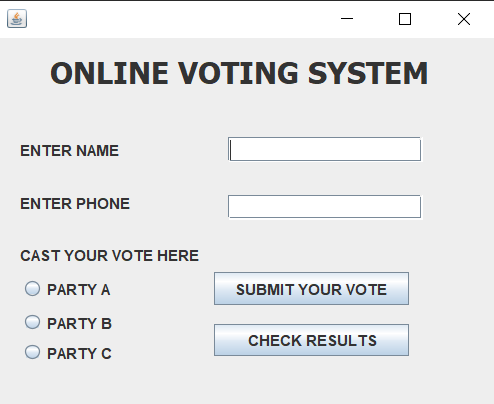 ONLINE VOTING SYSTEM
ENTER NAME
ENTER PHONE
CAST YOUR VOTE HERE
PARTY A
SUBMIT YOUR VOTE
PARTY B
CHECK RESULTS
PARTY C